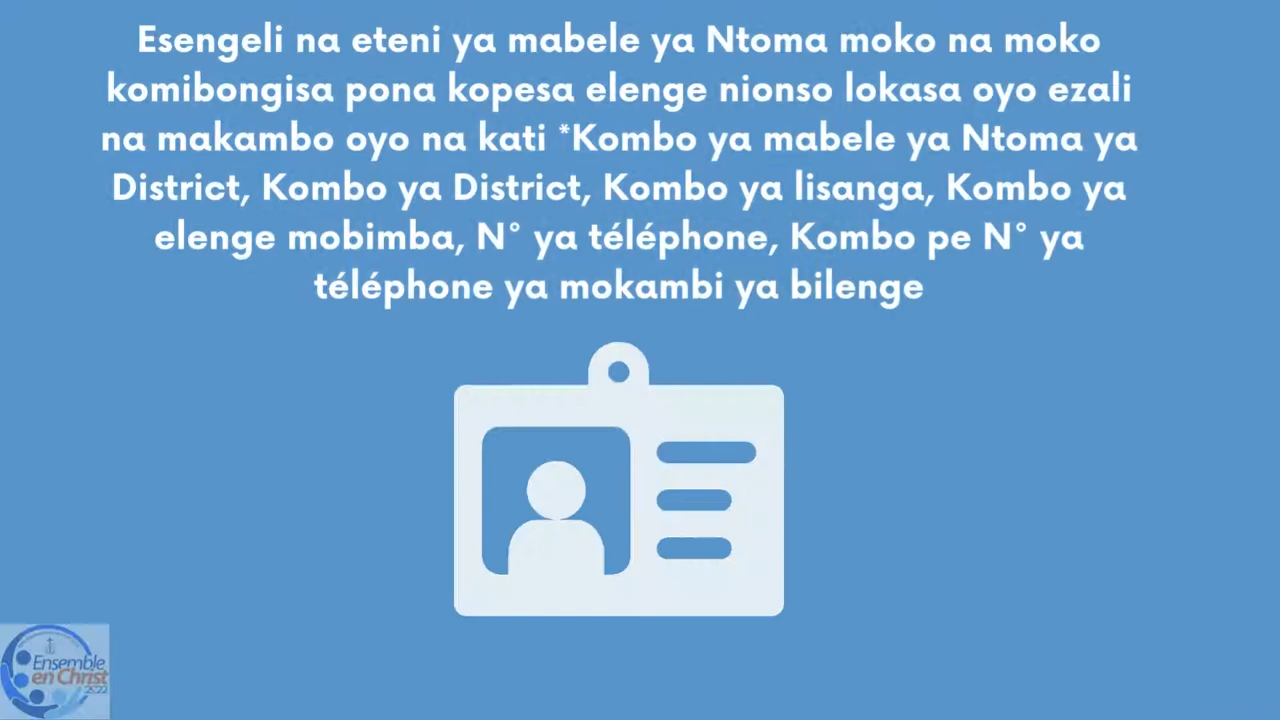 Esengeli na eteni ya mabele ya Ntoma moko na moko
komibongisa pona kopesa elenge nionso lokasa oyo ezali
na makambo oyo na kati *Kombo ya mabele ya Ntoma ya
District, Kombo ya District, Kombo ya lisanga, Kombo ya
elenge mobimba, N° ya téléphone, Kombo pe N° ya
téléphone ya mokambi ya bilenge
Ensemble
en Christ
2022